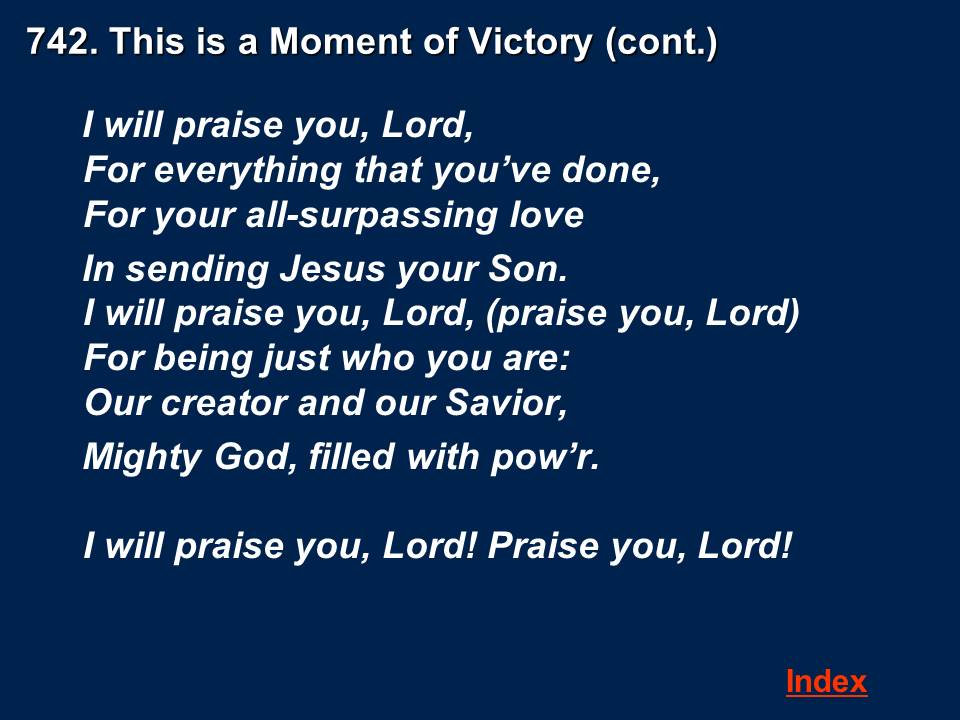 742. This is a Moment of Victory (cont.)
I will praise you, Lord,
For everything that you’ve done,
For your all-surpassing love
In sending Jesus your Son.
I will praise you, Lord, (praise you, Lord)
For being just who you are:
Our creator and our Savior,
Mighty God, filled with pow’r.
I will praise you, Lord! Praise you, Lord!
Index